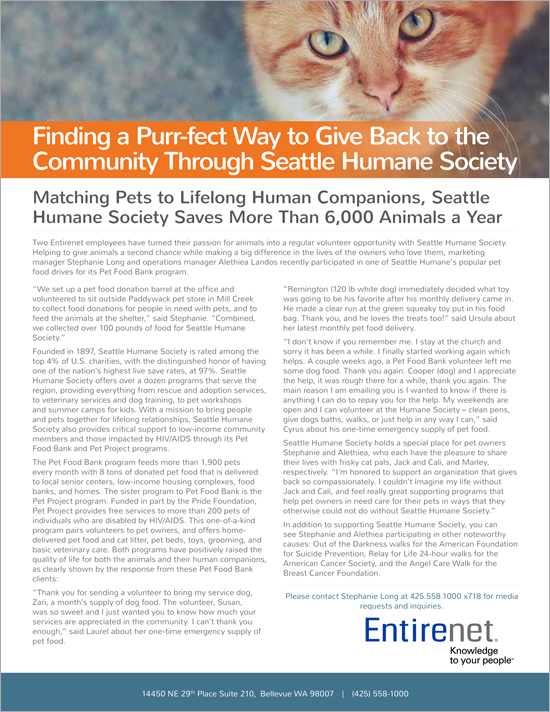 Finding a Purr-fect Way to Give Back to the
Community Through Seattle Humane Society
Matching Pets to Lifelong Human Companions, Seattle
Humane Society Saves More Than 6,000 Animals a Year
Two Entirenet employees have turned their passion for animals into a regular volunteer opportunity with Seattle Humane Society.
Helping to give animals a second chance while making a big difference in the lives of the owners who love them, marketing
manager Stephanie Long and operations manager Alethiea Landos recently participated in one of Seattle Humane's popular pet
food drives for its Pet Food Bank program.
“We set up a pet food donation barrel at the office and
volunteered to sit outside Paddywack pet store in Mill Creek
to collect food donations for people in need with pets, and to
feed the animals at the shelter,” said Stephanie. “Combined,
we collected over 100 pounds of food for Seattle Humane
Society.”
Founded in 1897, Seattle Humane Society is rated among the
top 4% of U.S. charities, with the distinguished honor of having
one of the nation's highest live save rates, at 97%. Seattle
Humane Society offers over a dozen programs that serve the
region, providing everything from rescue and adoption services,
to veterinary services and dog training, to pet workshops
and summer camps for kids. With a mission to bring people
and pets together for lifelong relationships, Seattle Humane
Society also provides critical support to low-income community
members and those impacted by HIV/AIDS through its Pet
Food Bank and Pet Project programs.
The Pet Food Bank program feeds more than 1,900 pets
every month with 8 tons of donated pet food that is delivered
to local senior centers, low-income housing complexes, food
banks, and homes. The sister program to Pet Food Bank is the
Pet Project program. Funded in part by the Pride Foundation,
Pet Project provides free services to more than 200 pets of
individuals who are disabled by HIV/AIDS. This one-of-a-kind
program pairs volunteers to pet owners, and offers home-
delivered pet food and cat litter, pet beds, toys, grooming, and
basic veterinary care. Both programs have positively raised the
quality of life for both the animals and their human companions,
as clearly shown by the response from these Pet Food Bank
clients:
“Thank you for sending a volunteer to bring my service dog,
Zari, a month's supply of dog food. The volunteer, Susan,
was so sweet and I just wanted you to know how much your
services are appreciated in the community. I can't thank you
enough,” said Laurel about her one-time emergency supply of
pet food.
“Remington (120 lb white dog) immediately decided what toy
was going to be his favorite after his monthly delivery came in.
He made a clear run at the green squeaky toy put in his food
bag. Thank you, and he loves the treats too!” said Ursula about
her latest monthly pet food delivery.
“I don't know if you remember me. I stay at the church and
sorry it has been a while. I finally started working again which
helps. A couple weeks ago, a Pet Food Bank volunteer left me
some dog food. Thank you again. Cooper (dog) and I appreciate
the help, it was rough there for a while, thank you again. The
main reason I am emailing you is I wanted to know if there is
anything I can do to repay you for the help. My weekends are
open and I can volunteer at the Humane Society – clean pens,
give dogs baths, walks, or just help in any way I can,” said
Cyrus about his one-time emergency supply of pet food.
Seattle Humane Society holds a special place for pet owners
Stephanie and Alethiea, who each have the pleasure to share
their lives with frisky cat pals, Jack and Cali, and Marley,
respectively. “I'm honored to support an organization that gives
back so compassionately. I couldn't imagine my life without
Jack and Cali, and feel really great supporting programs that
help pet owners in need care for their pets in ways that they
otherwise could not do without Seattle Humane Society.”
In addition to supporting Seattle Humane Society, you can
see Stephanie and Alethiea participating in other noteworthy
causes: Out of the Darkness walks for the American Foundation
for Suicide Prevention, Relay for Life 24-hour walks for the
American Cancer Society, and the Angel Care Walk for the
Breast Cancer Foundation.
Please contact Stephanie Long at 425.558.1000 x718 for media
requests and inquiries.
Entirenet®
Knowledge
to your people™
14450 NE 29th Place Suite 210, Bellevue WA 98007 | (425) 558-1000